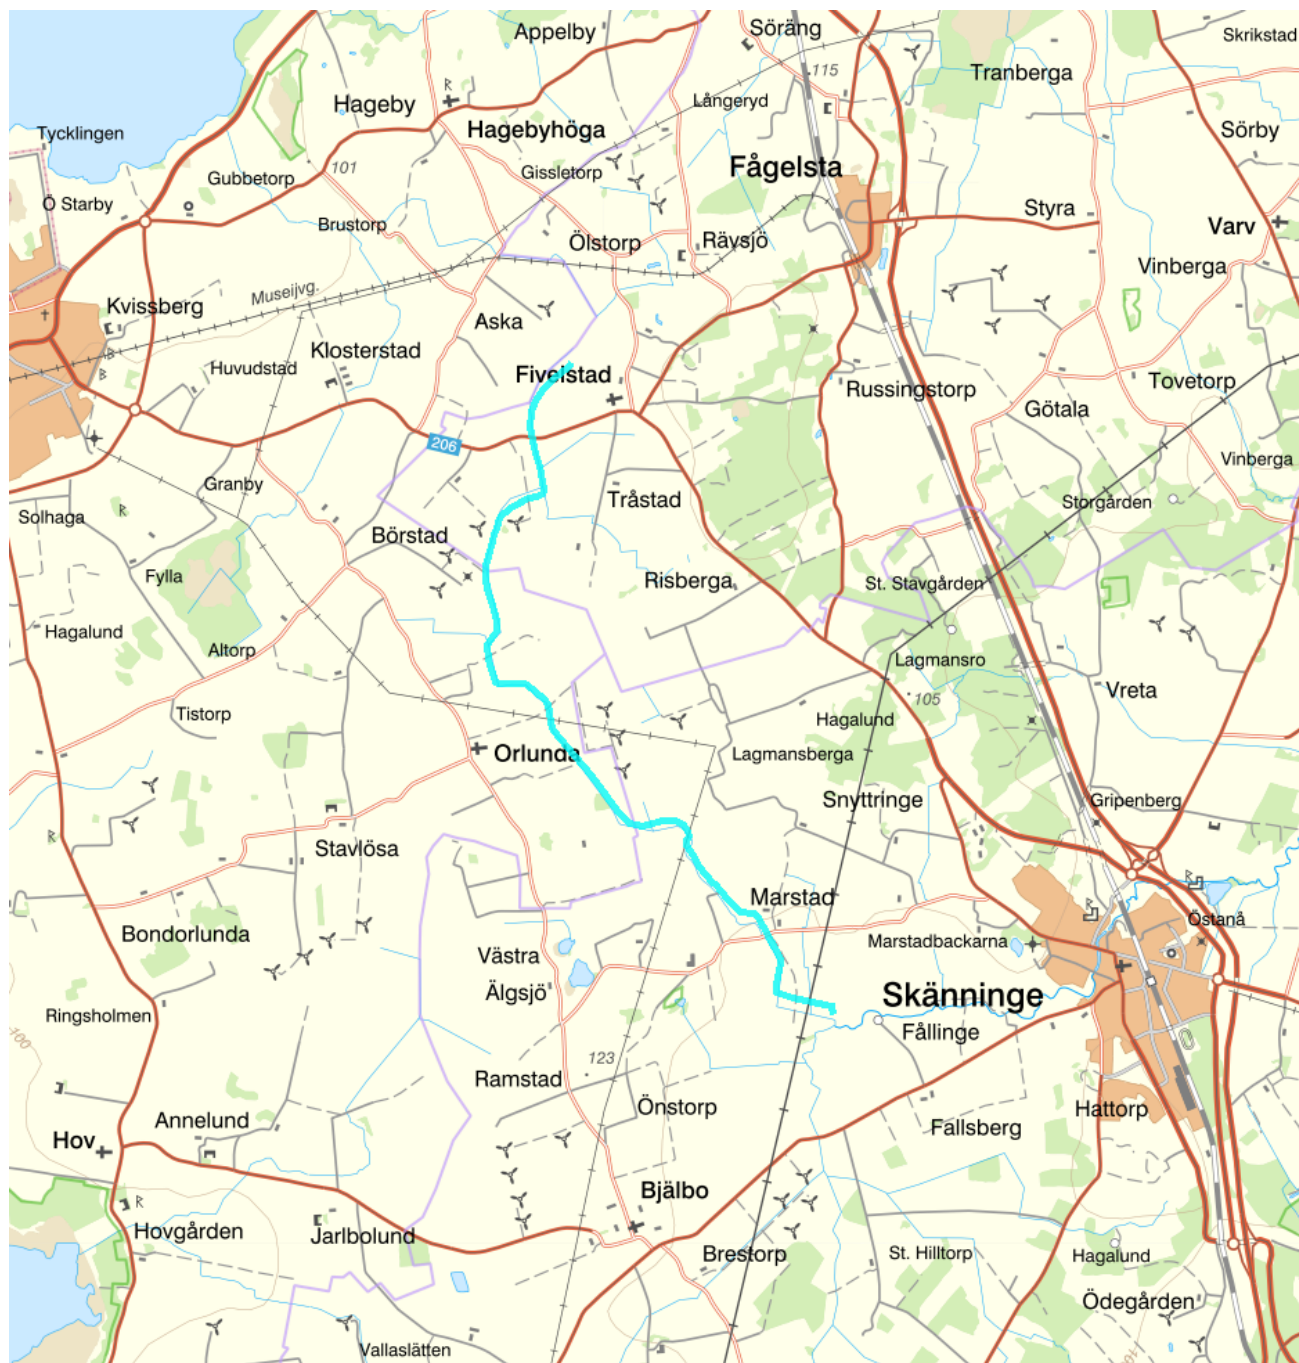 Appelby
Söräng
Skrikstad
115
Tranberga
Hageby
Långeryd
Tycklingen
Hagebyhöga
Sörby
101
Gissletorp
Fågelsta
Gubbetorp
Ö Starby
Styra
Brustorp
Varv
Ölstorp
Rävsjö
Vinberga
Museijvg.
Kvissberg
Aska
Klosterstad
Huvudstad
Fivelstad
Russingstorp
Tovetorp
Götala
206
Vinberga
Granby
Tråstad
Storgården
Solhaga
Börstad
Fylla
Risberga
St. Stavgården
Hagalund
Altorp
Lagmansro
Vreta
105
Tistorp
Hagalund
Orlunda
Lagmansberga
Snyttringe
Gripenberg
Stavlösa
Marstad
Östanå
Bondorlunda
Marstadbackarna
Västra
Älgsjö
Skänninge
Ringsholmen
100
Fållinge
123
Ramstad
Önstorp
Hattorp
Annelund
Fallsberg
Hov
Bjälbo
Hovgården
Jarlbolund
Brestorp
St. Hilltorp
Hagalund
Ödegården
Vallaslätten